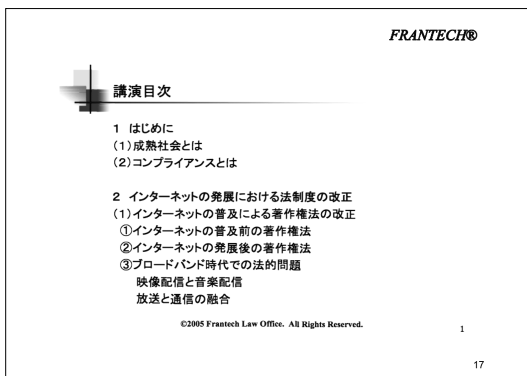 FRANTECH®
講演目次
1 はじめに
(1)成熟社会とは
(2)コンプライアンスとは
2 インターネットの発展における法制度の改正
(1)インターネットの普及による著作権法の改正
①インターネットの普及前の著作権法
②インターネットの発展後の著作権法
③ブロードバンド時代での法的問題
映像配信と音楽配信
放送と通信の融合
©2005 Frantech Law Office. All Rights Reserved.
1
17